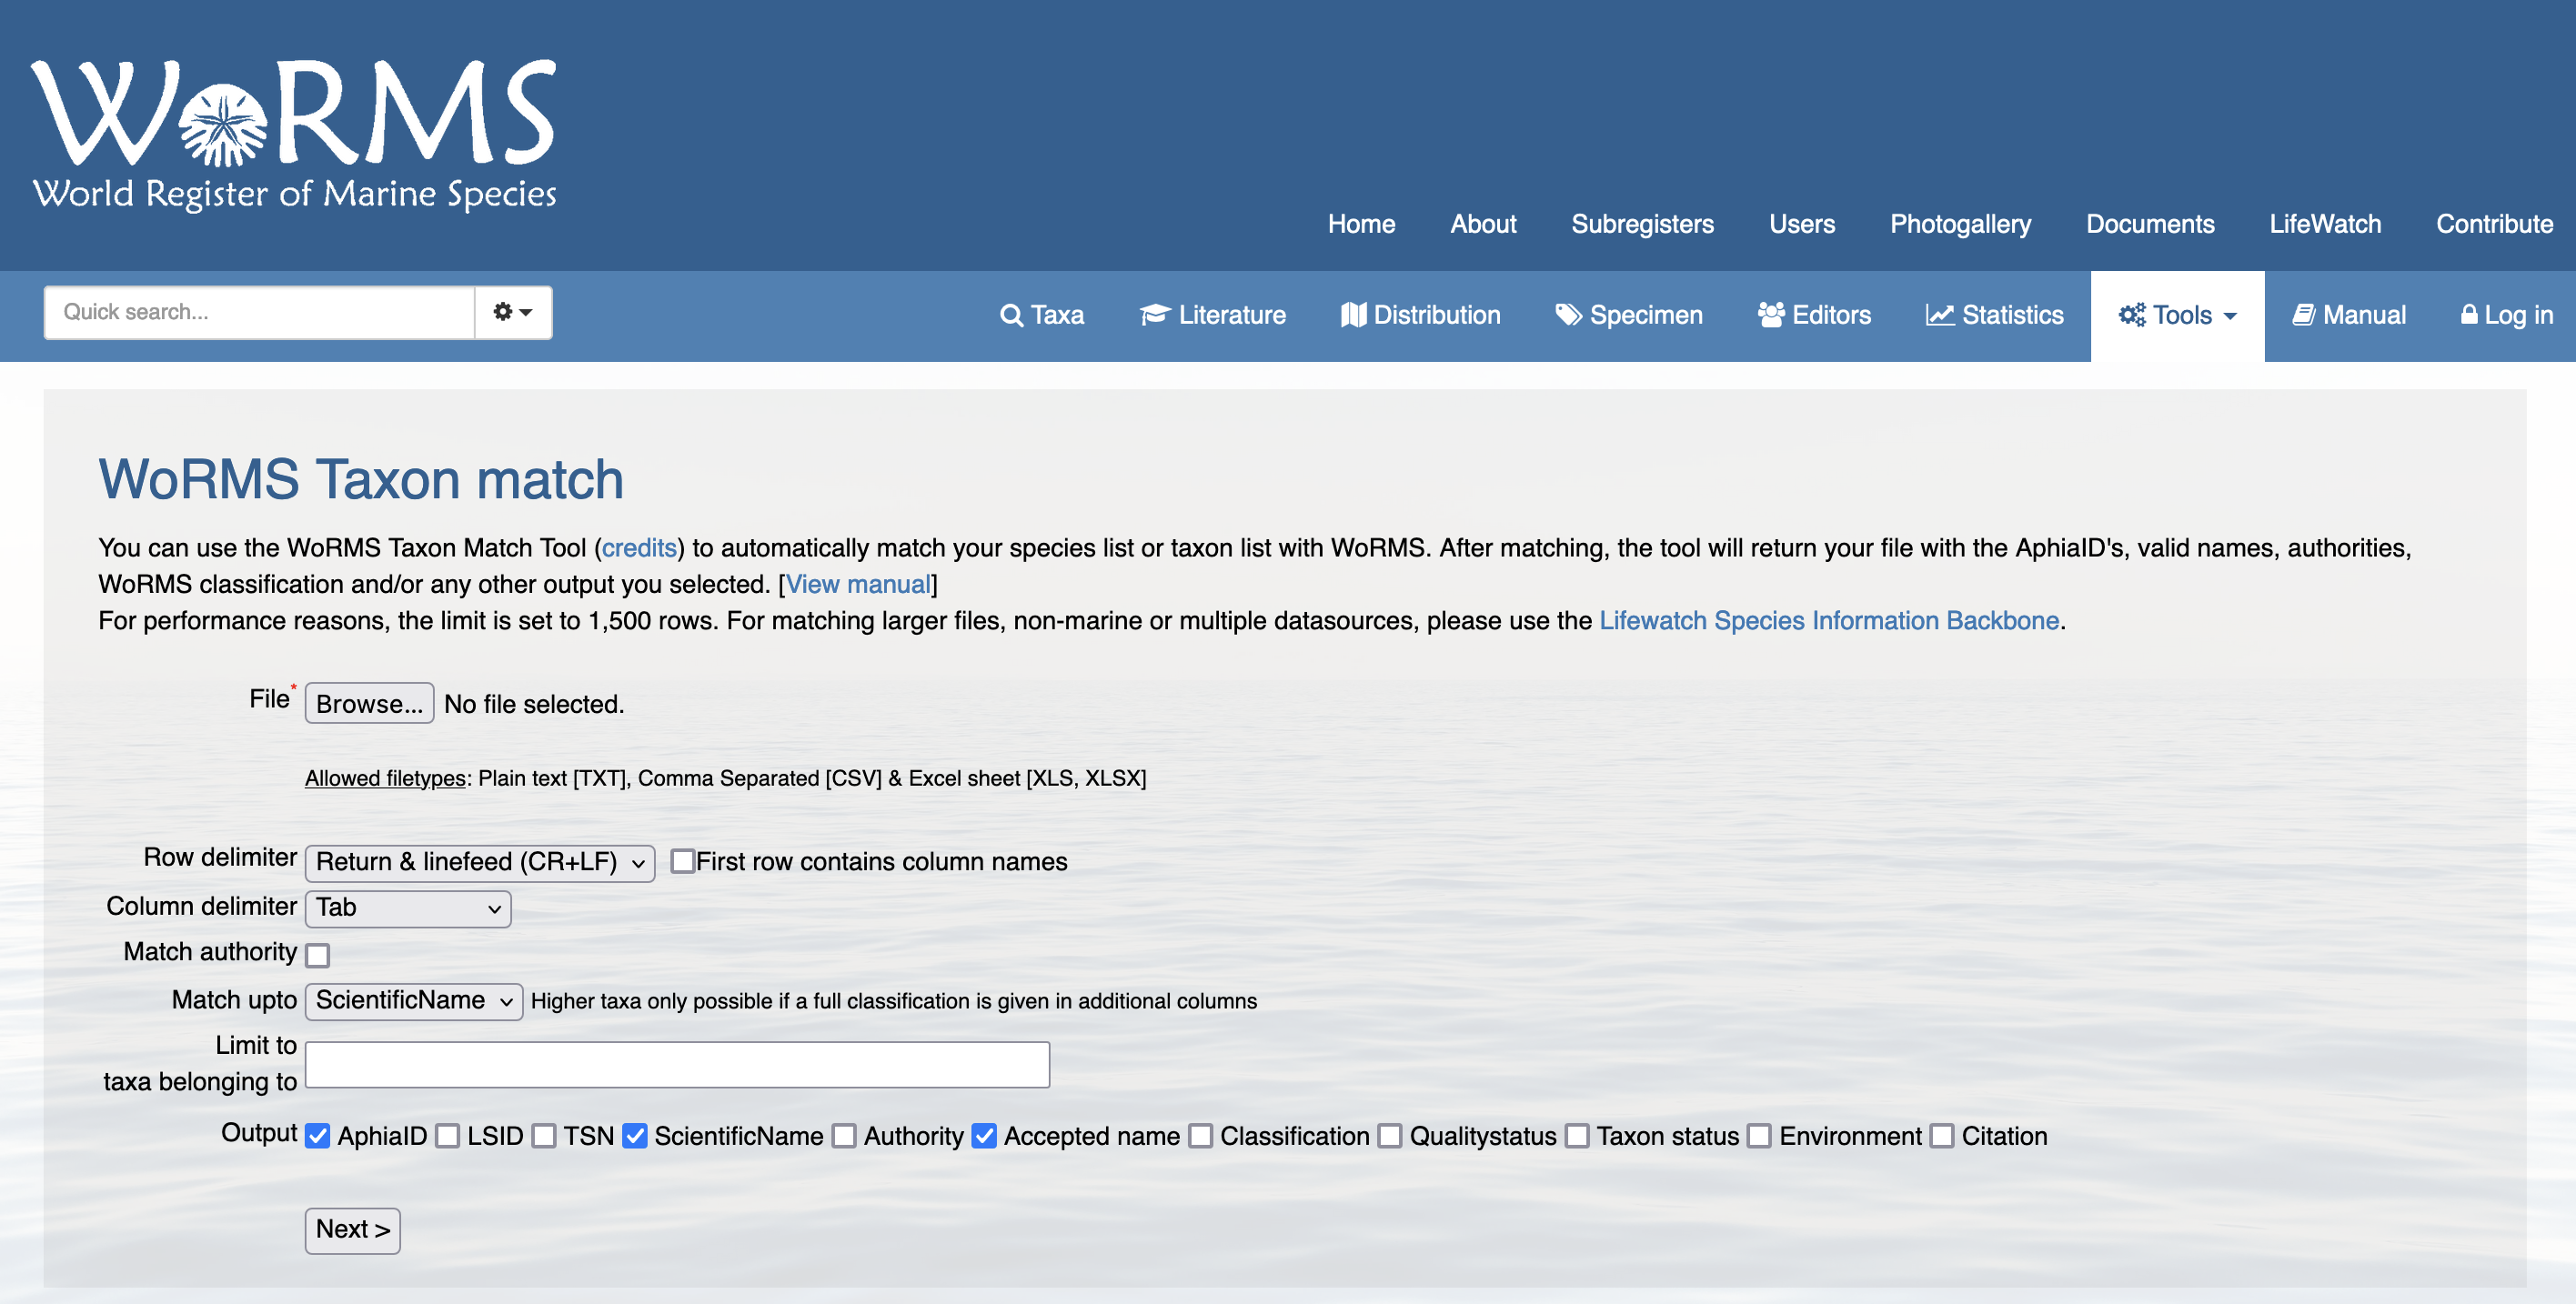 WoRMS
World Register of Marine Species
Home About Subregisters Users Photogallery Documents LifeWatch Contribute
Quick search... Taxa Literature Distribution Specimen Editors Statistics Tools Manual Log in
WoRMS Taxon match
You can use the WoRMS Taxon Match Tool (credits) to automatically match your species list or taxon list with WoRMS. After matching, the tool will return your file with the AphiaID's, valid names, authorities,
WoRMS classification and/or any other output you selected. [View manual]
For performance reasons, the limit is set to 1,500 rows. For matching larger files, non-marine or multiple datasources, please use the Lifewatch Species Information Backbone.
File* Browse... No file selected.
Allowed filetypes: Plain text [TXT], Comma Separated [CSV] & Excel sheet [XLS, XLSX]
Row delimiter Return & linefeed (CR+LF) First row contains column names
Column delimiter Tab
Match authority
Match upto ScientificName Higher taxa only possible if a full classification is given in additional columns
Limit to
taxa belonging to
Output AphiaID LSID TSN ScientificName Authority Accepted name Classification Qualitystatus Taxon status Environment Citation
Next >